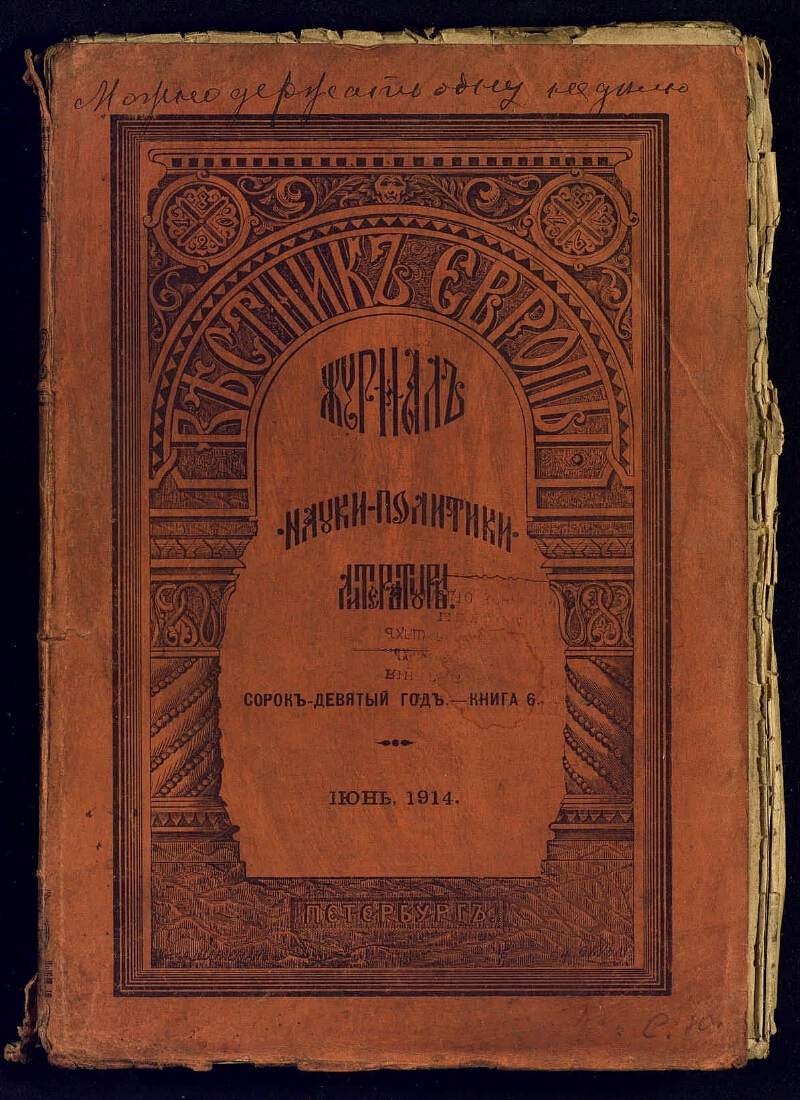 Можно держать одну неделю
ВѢСТНИКЪ ЕВРОПЫ
ЖУРНАЛЪ
НАУКИ-ПОЛИТИКИ
ЛИТЕРАТУРЫ.
СОРОКЪ-ДЕВЯТЫЙ ГОДЪ.—КНИГА 6.
ІЮНЬ, 1914.
ПЕТЕРБУРГЪ.
С. Ю.